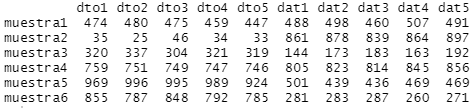 dto1 dto2 dto3 dto4 dto5 dat1 dat2 dat3 dat4 dat5
muestra1 474 480 475 459 447 488 498 460 507 491
muestra2 35 25 46 34 33 861 878 839 864 897
muestra3 320 337 304 321 319 144 173 183 163 192
muestra4 759 751 749 747 746 805 823 814 845 856
muestra5 969 996 995 989 924 501 439 436 469 469
muestra6 855 787 848 792 785 281 283 287 260 271